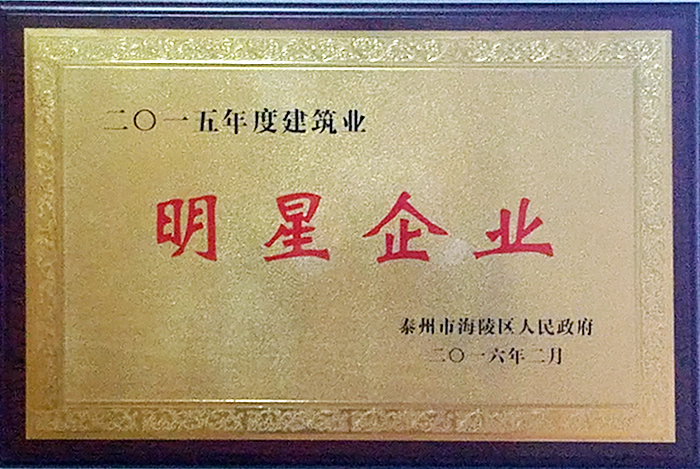 二〇一五年度建筑业
明星企业
泰州市海陵区人民政府
二〇一六年二月